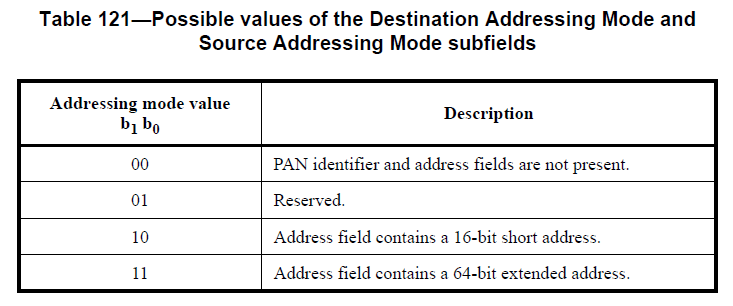 Table 121—Possible values of the Destination Addressing Mode and
Source Addressing Mode subfields
Addressing mode value
b1 b0
Description
00
PAN identifier and address fields are not present.
01
Reserved.
10
Address field contains a 16-bit short address.
11
Address field contains a 64-bit extended address.